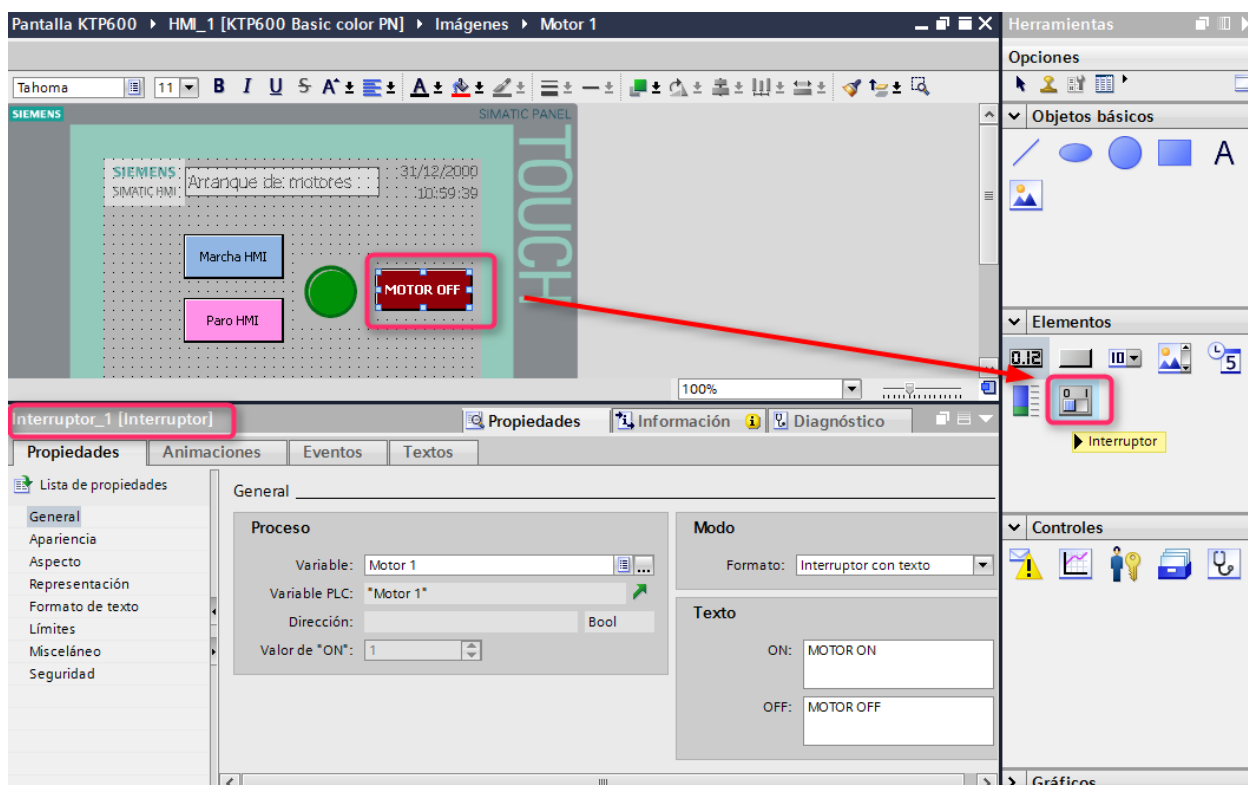 Pantalla KTP600 ▸ HMI_1 [KTP600 Basic color PN] ▸ Imágenes ▸ Motor 1
Herramientas
Opciones
Tahoma 11 B I U S A A
SIEMENS SIMATIC PANEL
TOUCH
SIEMENS
SIMATIC HMI
Arranque de motores
31/12/2000
10:59:39
Marcha HMI
MOTOR OFF
Paro HMI
100%
Objetos básicos
A
Elementos
0.12 10 5
0 1
Interruptor
Controles
Gráficos
Interruptor_1 [Interruptor]
Propiedades Información Diagnóstico
Propiedades Animaciones Eventos Textos
Lista de propiedades
General
Apariencia
Aspecto
Representación
Formato de texto
Límites
Misceláneo
Seguridad
General
Proceso
Variable: Motor 1 ...
Variable PLC: "Motor 1"
Dirección: Bool
Valor de "ON": 1
Modo
Formato: Interruptor con texto
Texto
ON: MOTOR ON
OFF: MOTOR OFF